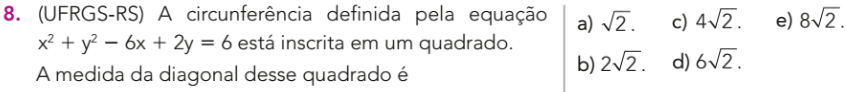 8. (UFRGS-RS) A circunferência definida pela equação
x² + y² − 6x + 2y = 6 está inscrita em um quadrado.
A medida da diagonal desse quadrado é
a) √2.
b) 2√2.
c) 4√2.
d) 6√2.
e) 8√2.